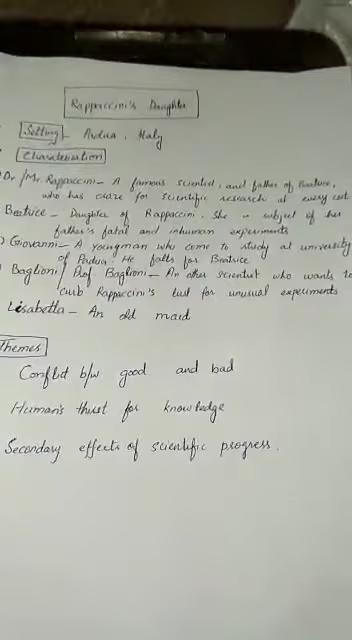 Rappaccini's Daughter
Setting - Padua, Italy
Characterization
Dr/Mr. Rappaccini - A famous scientist, and father of Beatrice,
who has craze for scientific research at every cost
Beatrice - Daughter of Rappaccini. She is subject of her
father's fatal and inhuman experiments
Giovanni - A youngman who come to study at university
of Padua. He falls for Beatrice
Baglioni/Prof Baglioni - An other scientist who wants to
curb Rappaccini's lust for unusual experiments
Lisabetta - An old maid
Themes
Conflict b/w good and bad
Human's thirst for knowledge
Secondary effects of scientific progress.